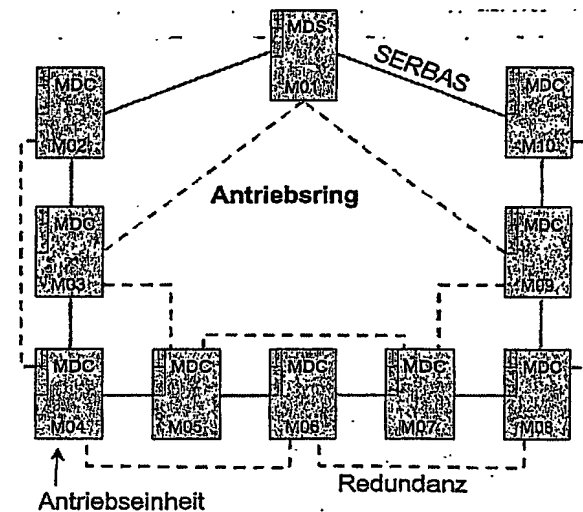 MDS
M01
SERBAS
MDC
M02
MDC
M10
Antriebsring
MDC
M03
MDC
M09
MDC
M04
MDC
M05
MDC
M06
MDC
M07
MDC
M08
Redundanz
Antriebseinheit